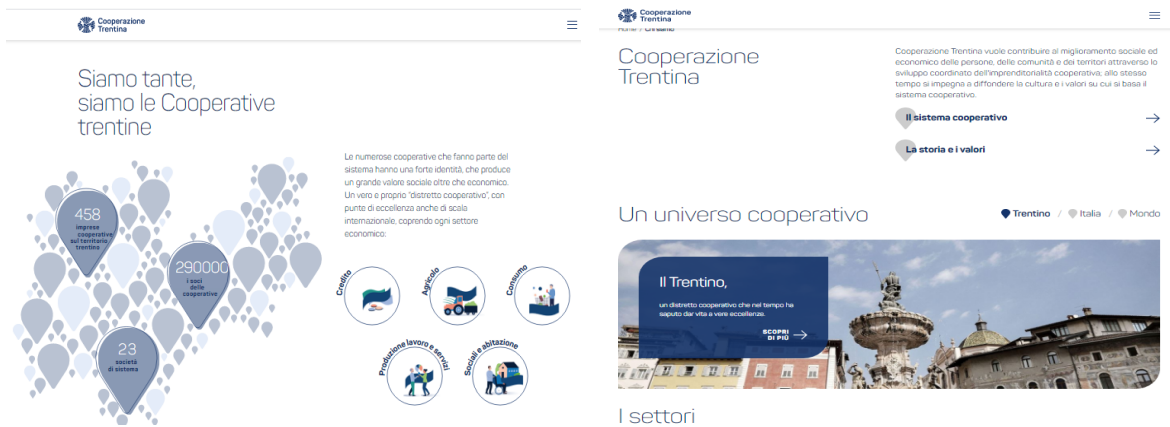 Cooperazione
Trentina
Siamo tante,
siamo le Cooperative
trentine
458
imprese
cooperative
sul territorio
trentino
290000
i soci
delle
cooperative
23
società
di sistema
Le numerose cooperative che fanno parte del
sistema hanno una forte identità, che produce
un grande valore sociale oltre che economico.
Un vero e proprio "distretto cooperativo", con
punte di eccellenza anche di scala
internazionale, coprendo ogni settore
economico:
Credito
Agricolo
Consumo
Produzione lavoro e servizi
Sociali e abitazione
Cooperazione
Trentina
Home / Chi siamo
Cooperazione
Trentina
Cooperazione Trentina vuole contribuire al miglioramento sociale ed
economico delle persone, delle comunità e dei territori attraverso lo
sviluppo coordinato dell'imprenditorialità cooperativa; allo stesso
tempo si impegna a diffondere la cultura e i valori su cui si basa il
sistema cooperativo.
Il sistema cooperativo
La storia e i valori
Un universo cooperativo
Trentino / Italia / Mondo
Il Trentino,
un distretto cooperativo che nel tempo ha
saputo dar vita a vere eccellenze.
SCOPRI
DI PIÙ
I settori